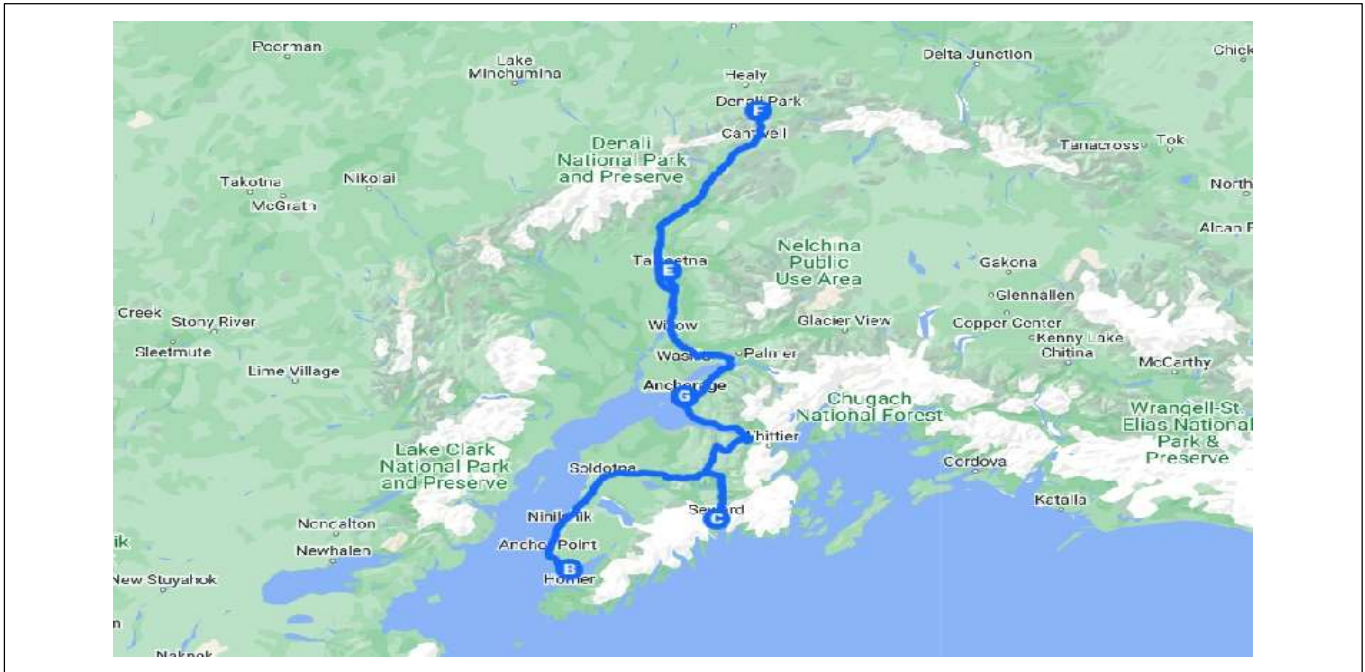 Poorman
Lake
Minchumina
Healy
Delta Junction
Chick
Denali Park
F
Cantwell
Denali
National Park
and Preserve
Tanacross
Tok
Takotna
Nikolai
McGrath
North
Alcan F
Nelchina
Public
Use Area
Gakona
Talkeetna
E
Glennallen
Creek
Stony River
Sleetmute
Willow
Glacier View
Copper Center
Kenny Lake
Chitina
Lime Village
Wasilla
Palmer
McCarthy
Anchorage
G
Chugach
National Forest
Wrangell-St.
Elias National
Park &
Preserve
Whittier
Lake Clark
National Park
and Preserve
Soldotna
Cordova
Katalla
Seward
C
Nondalton
Ninilchik
Newhalen
Anchor Point
ik
New Stuyahok
B
Homer
n
Naknek